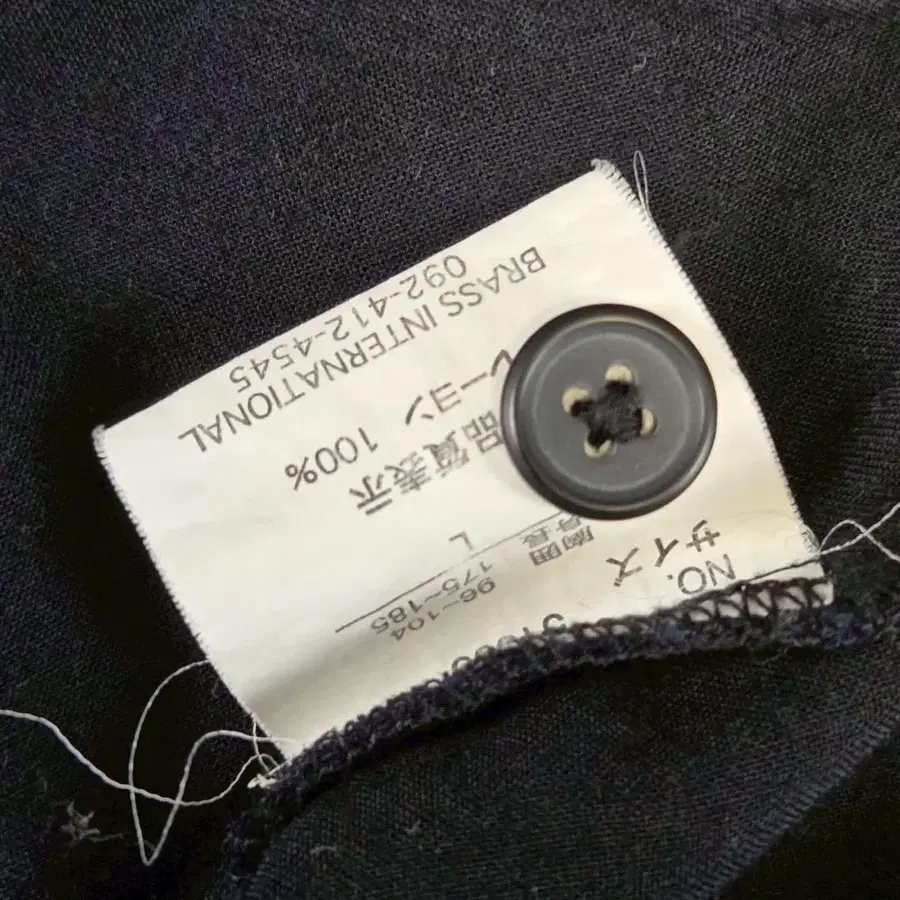 NO.
サイズ
胸囲 96~104
身長 175~185
L
品質表示
レーヨン 100%
BRASS INTERNATIONAL
092-412-4545